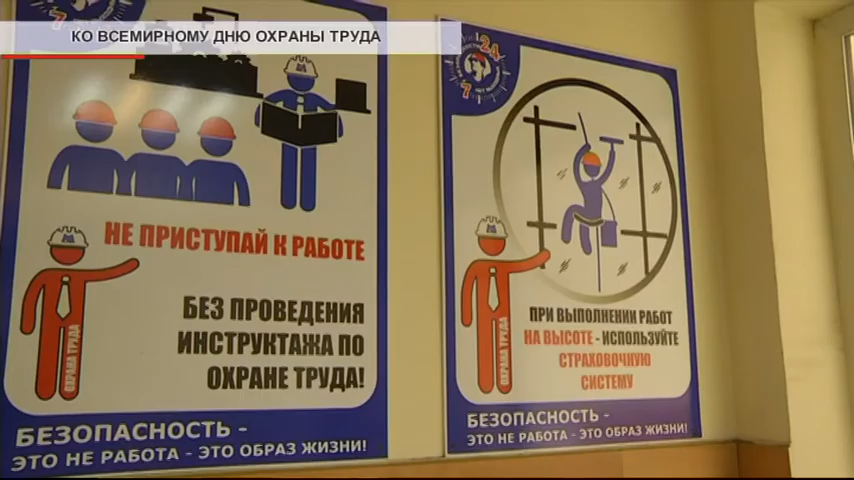 КО ВСЕМИРНОМУ ДНЮ ОХРАНЫ ТРУДА
НЕ ПРИСТУПАЙ К РАБОТЕ
БЕЗ ПРОВЕДЕНИЯ
ИНСТРУКТАЖА ПО
ОХРАНЕ ТРУДА!
ОХРАНА ТРУДА
БЕЗОПАСНОСТЬ -
ЭТО НЕ РАБОТА - ЭТО ОБРАЗ ЖИЗНИ!
24
7
ПРИ ВЫПОЛНЕНИИ РАБОТ
НА ВЫСОТЕ - ИСПОЛЬЗУЙТЕ
СТРАХОВОЧНУЮ
СИСТЕМУ
ОХРАНА ТРУДА
БЕЗОПАСНОСТЬ -
ЭТО НЕ РАБОТА - ЭТО ОБРАЗ ЖИЗНИ!